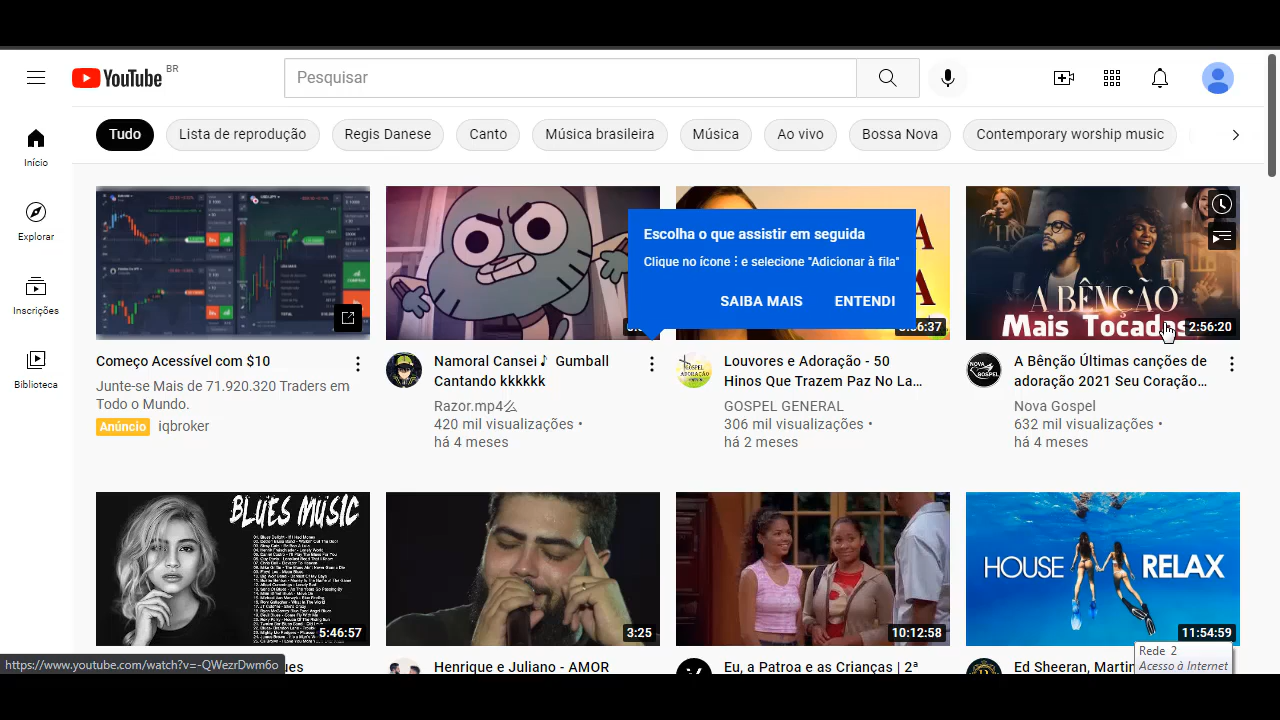 YouTube BR
Pesquisar
Início
Explorar
Inscrições
Biblioteca
Tudo
Lista de reprodução
Regis Danese
Canto
Música brasileira
Música
Ao vivo
Bossa Nova
Contemporary worship music
Escolha o que assistir em seguida
Clique no ícone ⋮ e selecione "Adicionar à fila"
SAIBA MAIS
ENTENDI
A BÊNÇÃO
Mais Tocadas
2:56:20
Começo Acessível com $10
Junte-se Mais de 71.920.320 Traders em
Todo o Mundo.
Anúncio iqbroker
Namoral Cansei♪ Gumball
Cantando kkkkkk
Razor.mp4么
420 mil visualizações •
há 4 meses
Louvores e Adoração - 50
Hinos Que Trazem Paz No La...
GOSPEL GENERAL
306 mil visualizações •
há 2 meses
NOVA
GOSPEL
A Bênção Últimas canções de
adoração 2021 Seu Coração...
Nova Gospel
632 mil visualizações •
há 4 meses
BLUES MUSIC
5:46:57
3:25
10:12:58
HOUSE RELAX
11:54:59
https://www.youtube.com/watch?v=-QWezrDwm6o
Henrique e Juliano - AMOR
Eu, a Patroa e as Crianças | 2ª
Ed Sheeran, Martin
Rede 2
Acesso à Internet